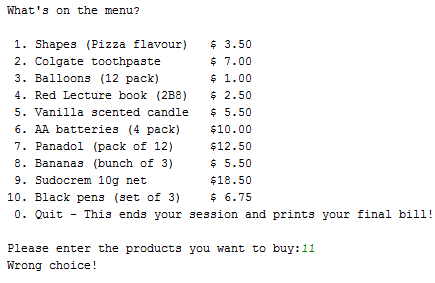 What's on the menu?
1. Shapes (Pizza flavour) $ 3.50
2. Colgate toothpaste $ 7.00
3. Balloons (12 pack) $ 1.00
4. Red Lecture book (2B8) $ 2.50
5. Vanilla scented candle $ 5.50
6. AA batteries (4 pack) $10.00
7. Panadol (pack of 12) $12.50
8. Bananas (bunch of 3) $ 5.50
9. Sudocrem 10g net $18.50
10. Black pens (set of 3) $ 6.75
0. Quit - This ends your session and prints your final bill!
Please enter the products you want to buy:11
Wrong choice!